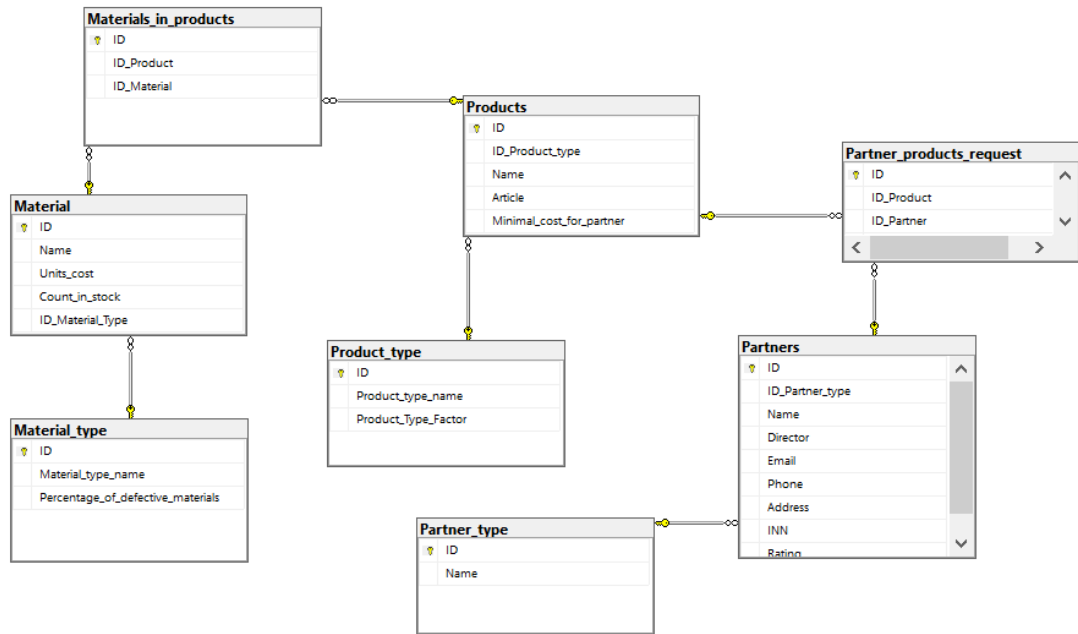 Materials_in_products
ID
ID_Product
ID_Material
Products
ID
ID_Product_type
Name
Article
Minimal_cost_for_partner
Partner_products_request
ID
ID_Product
ID_Partner
Material
ID
Name
Units_cost
Count_in_stock
ID_Material_Type
Product_type
ID
Product_type_name
Product_Type_Factor
Partners
ID
ID_Partner_type
Name
Director
Email
Phone
Address
INN
Rating
Material_type
ID
Material_type_name
Percentage_of_defective_materials
Partner_type
ID
Name